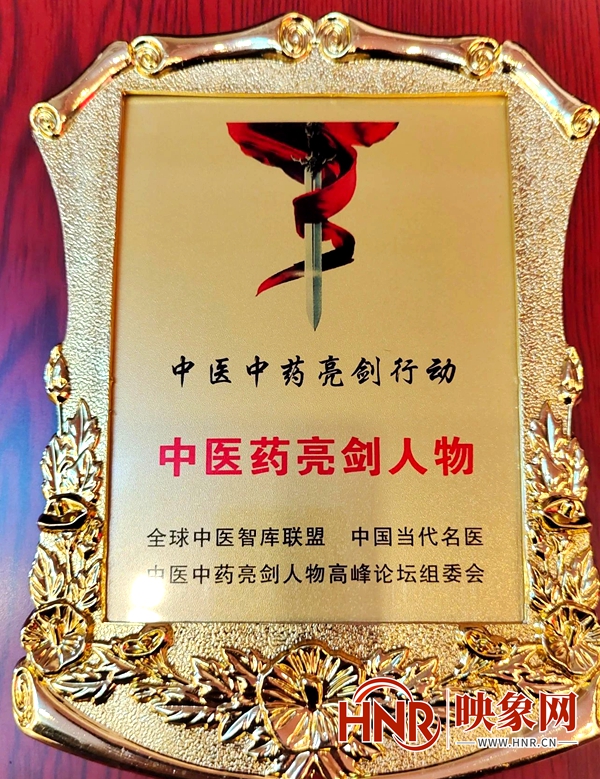 中医中药亮剑行动
中医药亮剑人物
全球中医智库联盟 中国当代名医
中医中药亮剑人物高峰论坛组委会
HNR 映象网
WWW.HNR.CN